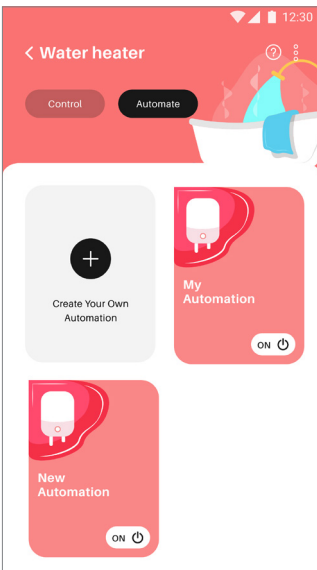 12:30
Water heater
?
Control
Automate
+
Create Your Own
Automation
My
Automation
ON
New
Automation
ON